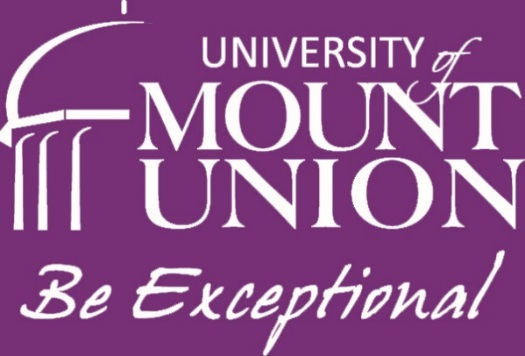 UNIVERSITY of
MOUNT
UNION
Be Exceptional